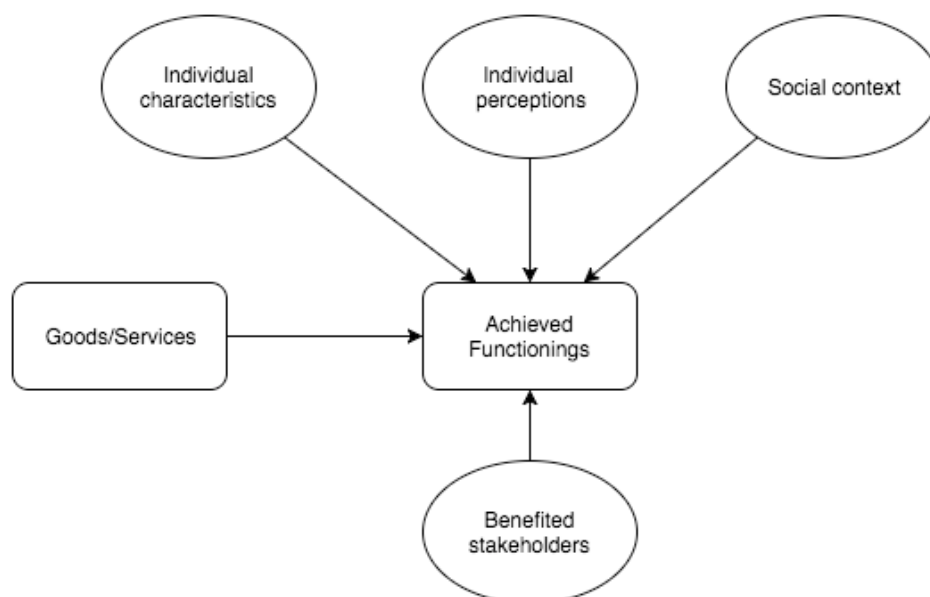 Individual
characteristics
Individual
perceptions
Social context
Goods/Services
Achieved
Functionings
Benefited
stakeholders